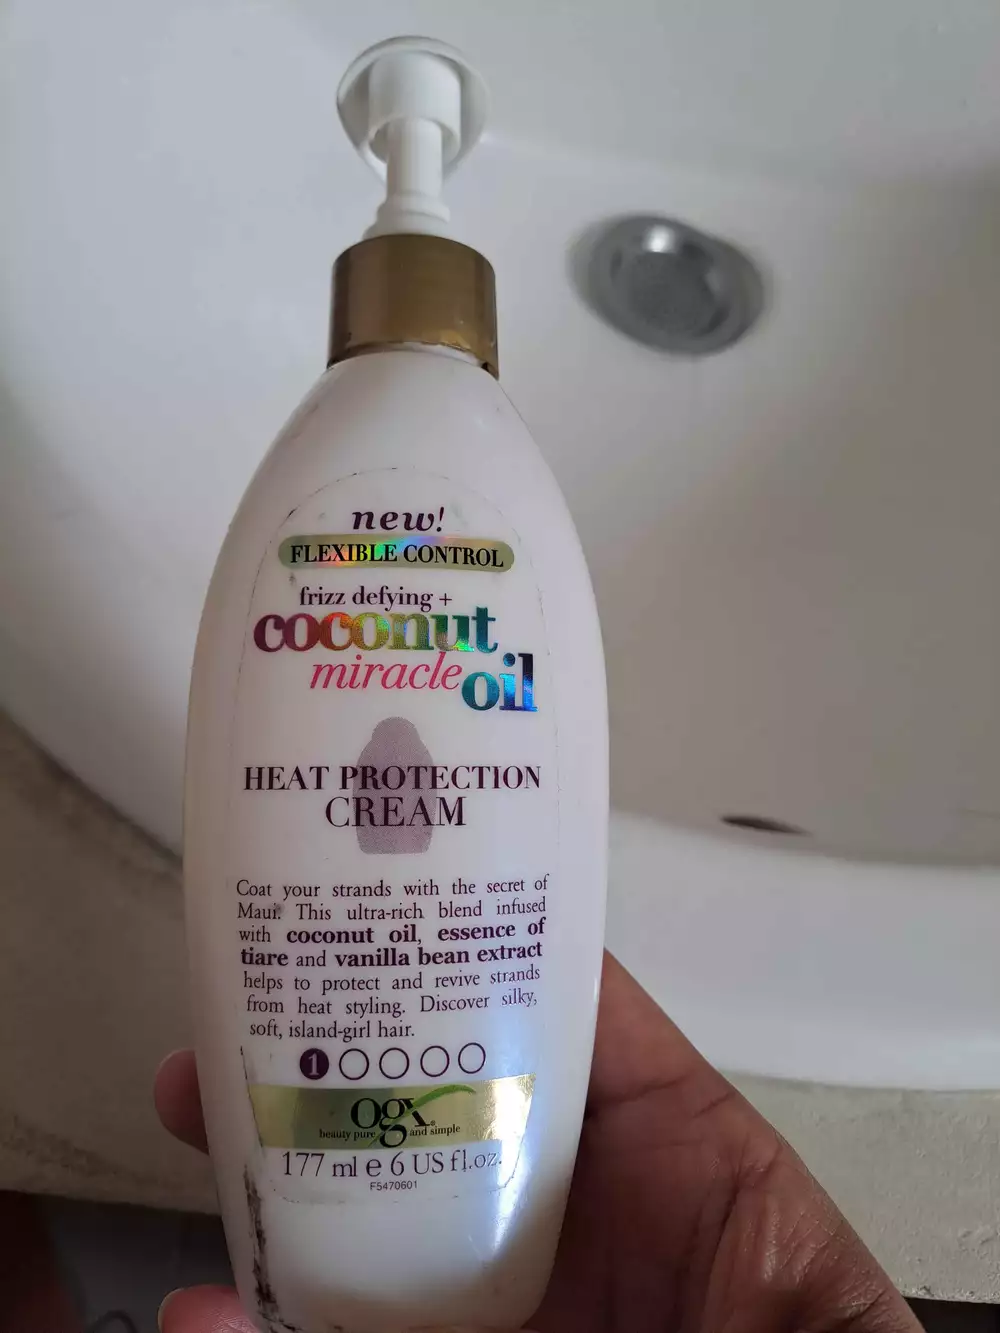 new!
FLEXIBLE CONTROL
frizz defying +
coconut
miracle oil
HEAT PROTECTION
CREAM
Coat your strands with the secret of
Maui. This ultra-rich blend infused
with coconut oil, essence of
tiare and vanilla bean extract
helps to protect and revive strands
from heat styling. Discover silky,
soft, island-girl hair.
1
ogx®
beauty pure and simple
177 ml e 6 US fl.oz.
F5470601